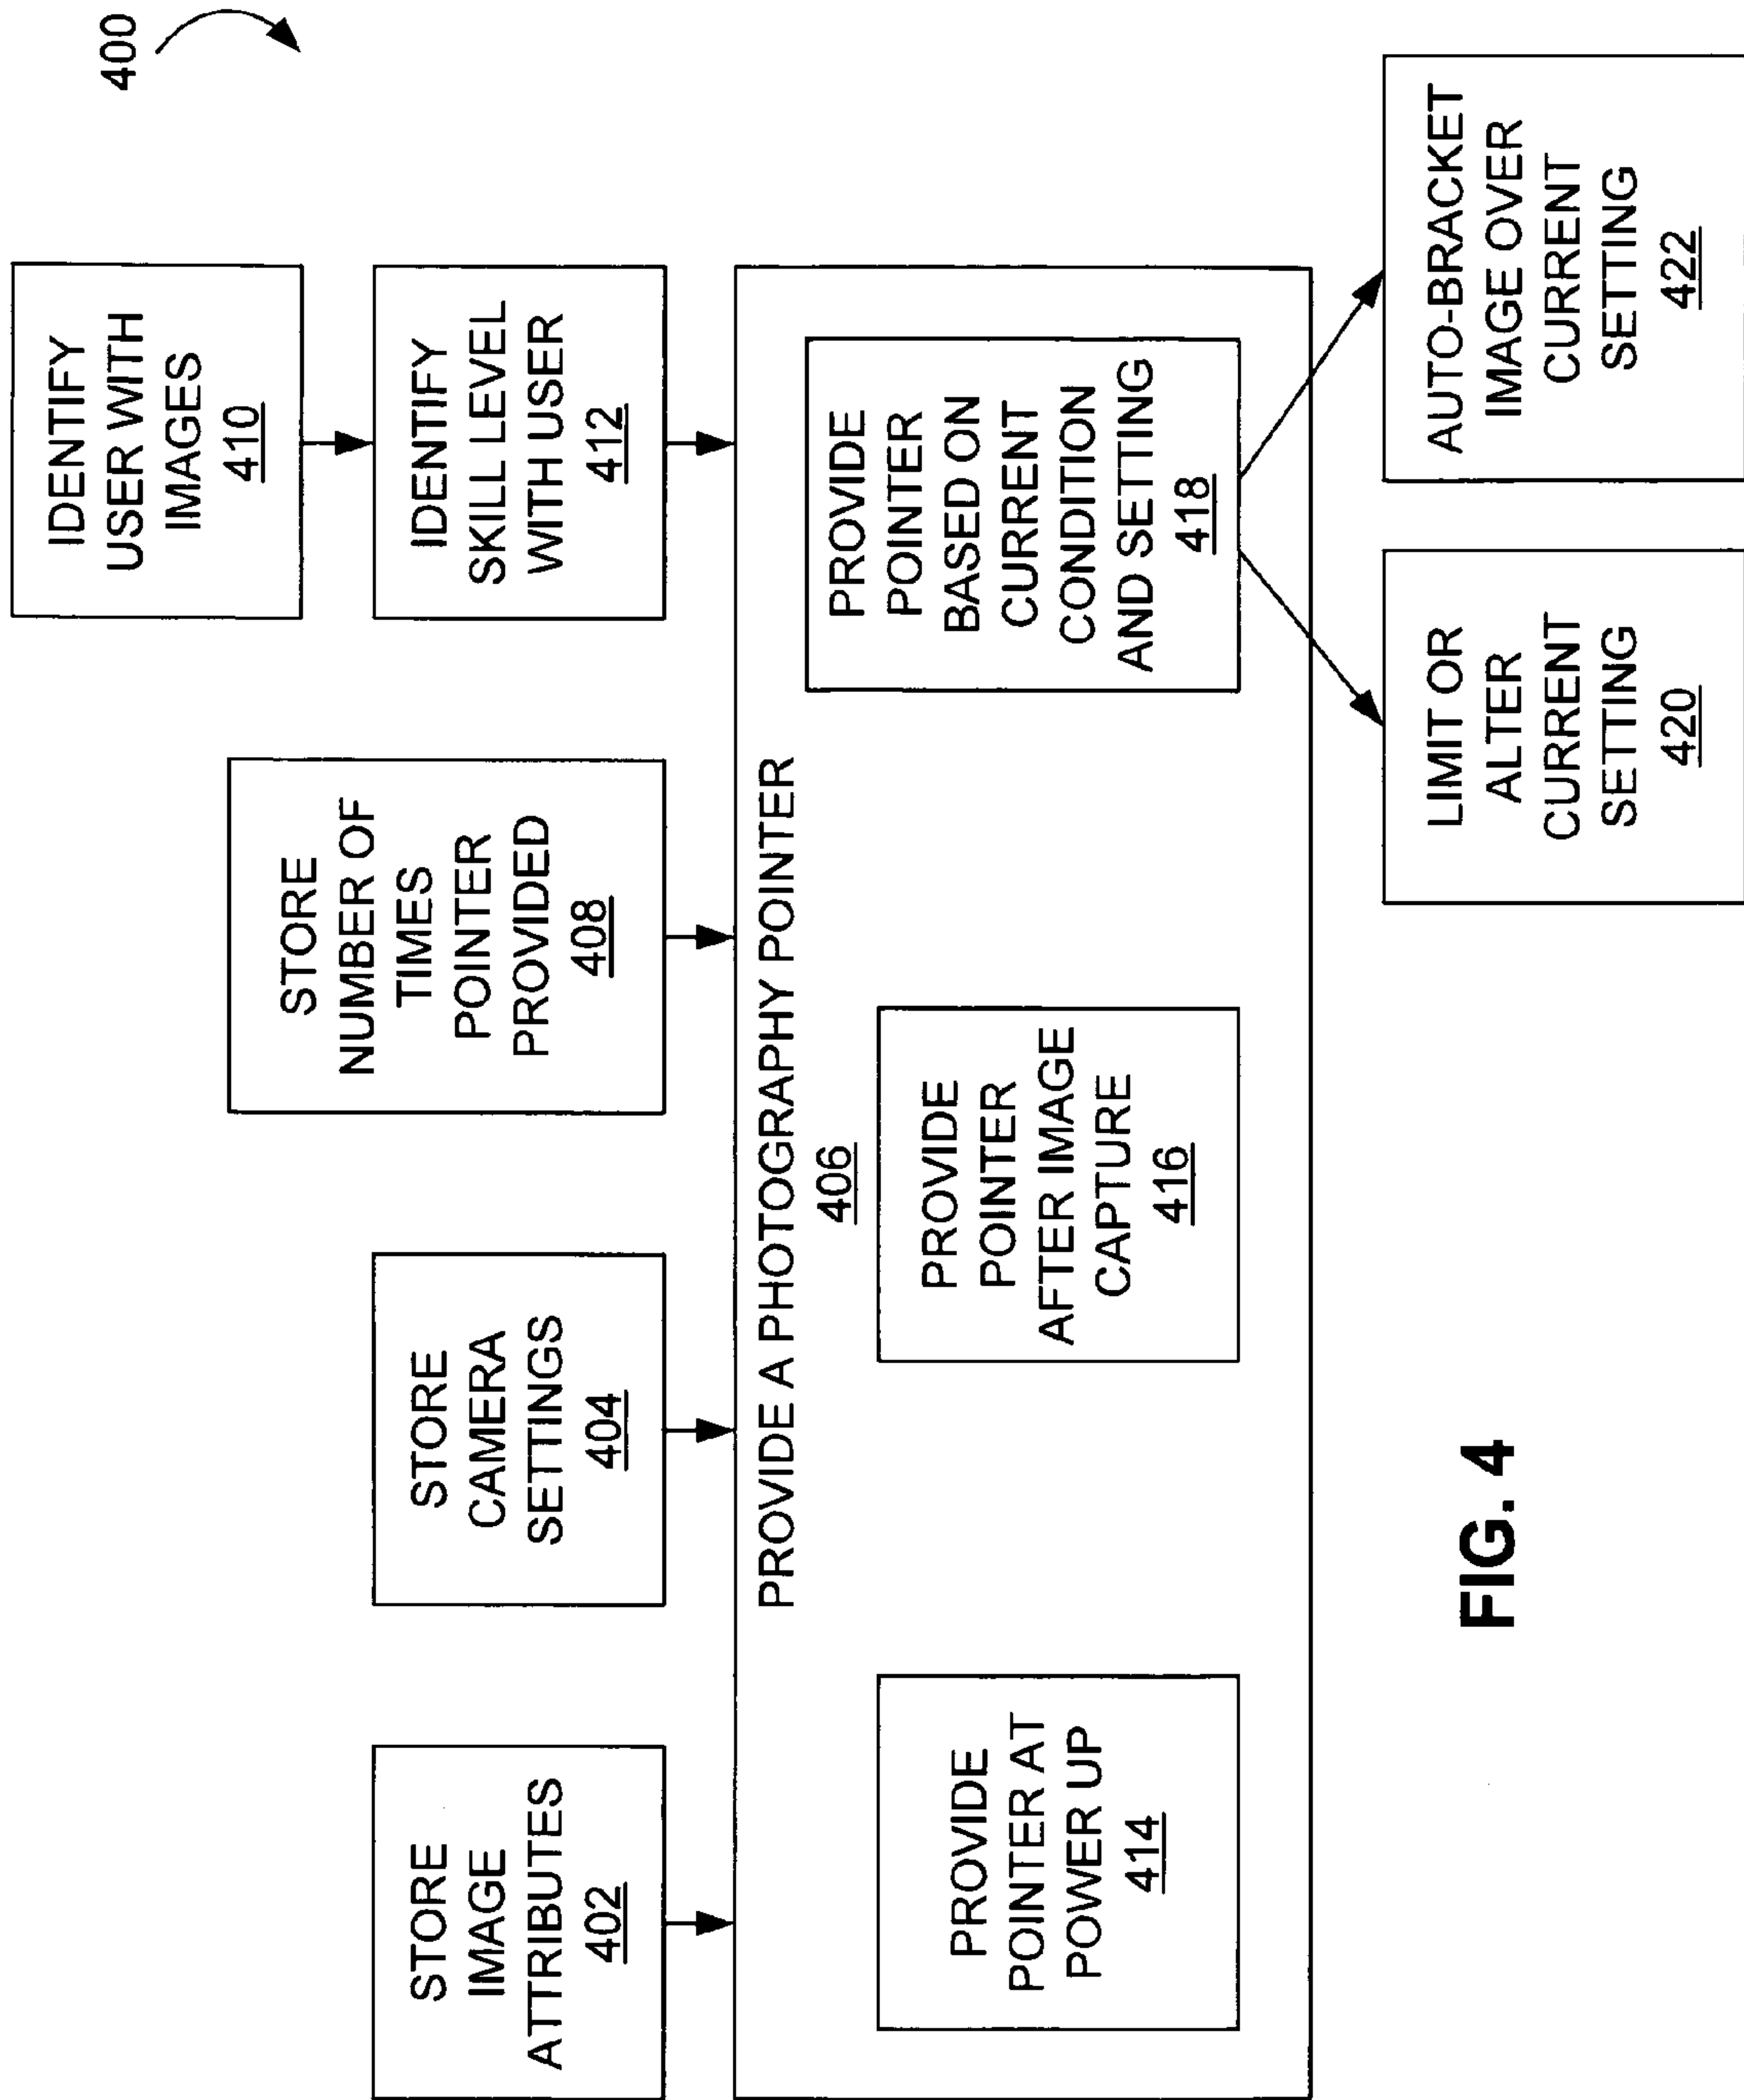 400
IDENTIFY
USER WITH
IMAGES
410
IDENTIFY
SKILL LEVEL
WITH USER
412
STORE
NUMBER OF
TIMES
POINTER
PROVIDED
408
STORE
CAMERA
SETTINGS
404
STORE
IMAGE
ATTRIBUTES
402
PROVIDE A PHOTOGRAPHY POINTER
406
PROVIDE
POINTER AT
POWER UP
414
PROVIDE
POINTER
AFTER IMAGE
CAPTURE
416
PROVIDE
POINTER
BASED ON
CURRENT
CONDITION
AND SETTING
418
LIMIT OR
ALTER
CURRENT
SETTING
420
AUTO-BRACKET
IMAGE OVER
CURRENT
SETTING
422
FIG. 4